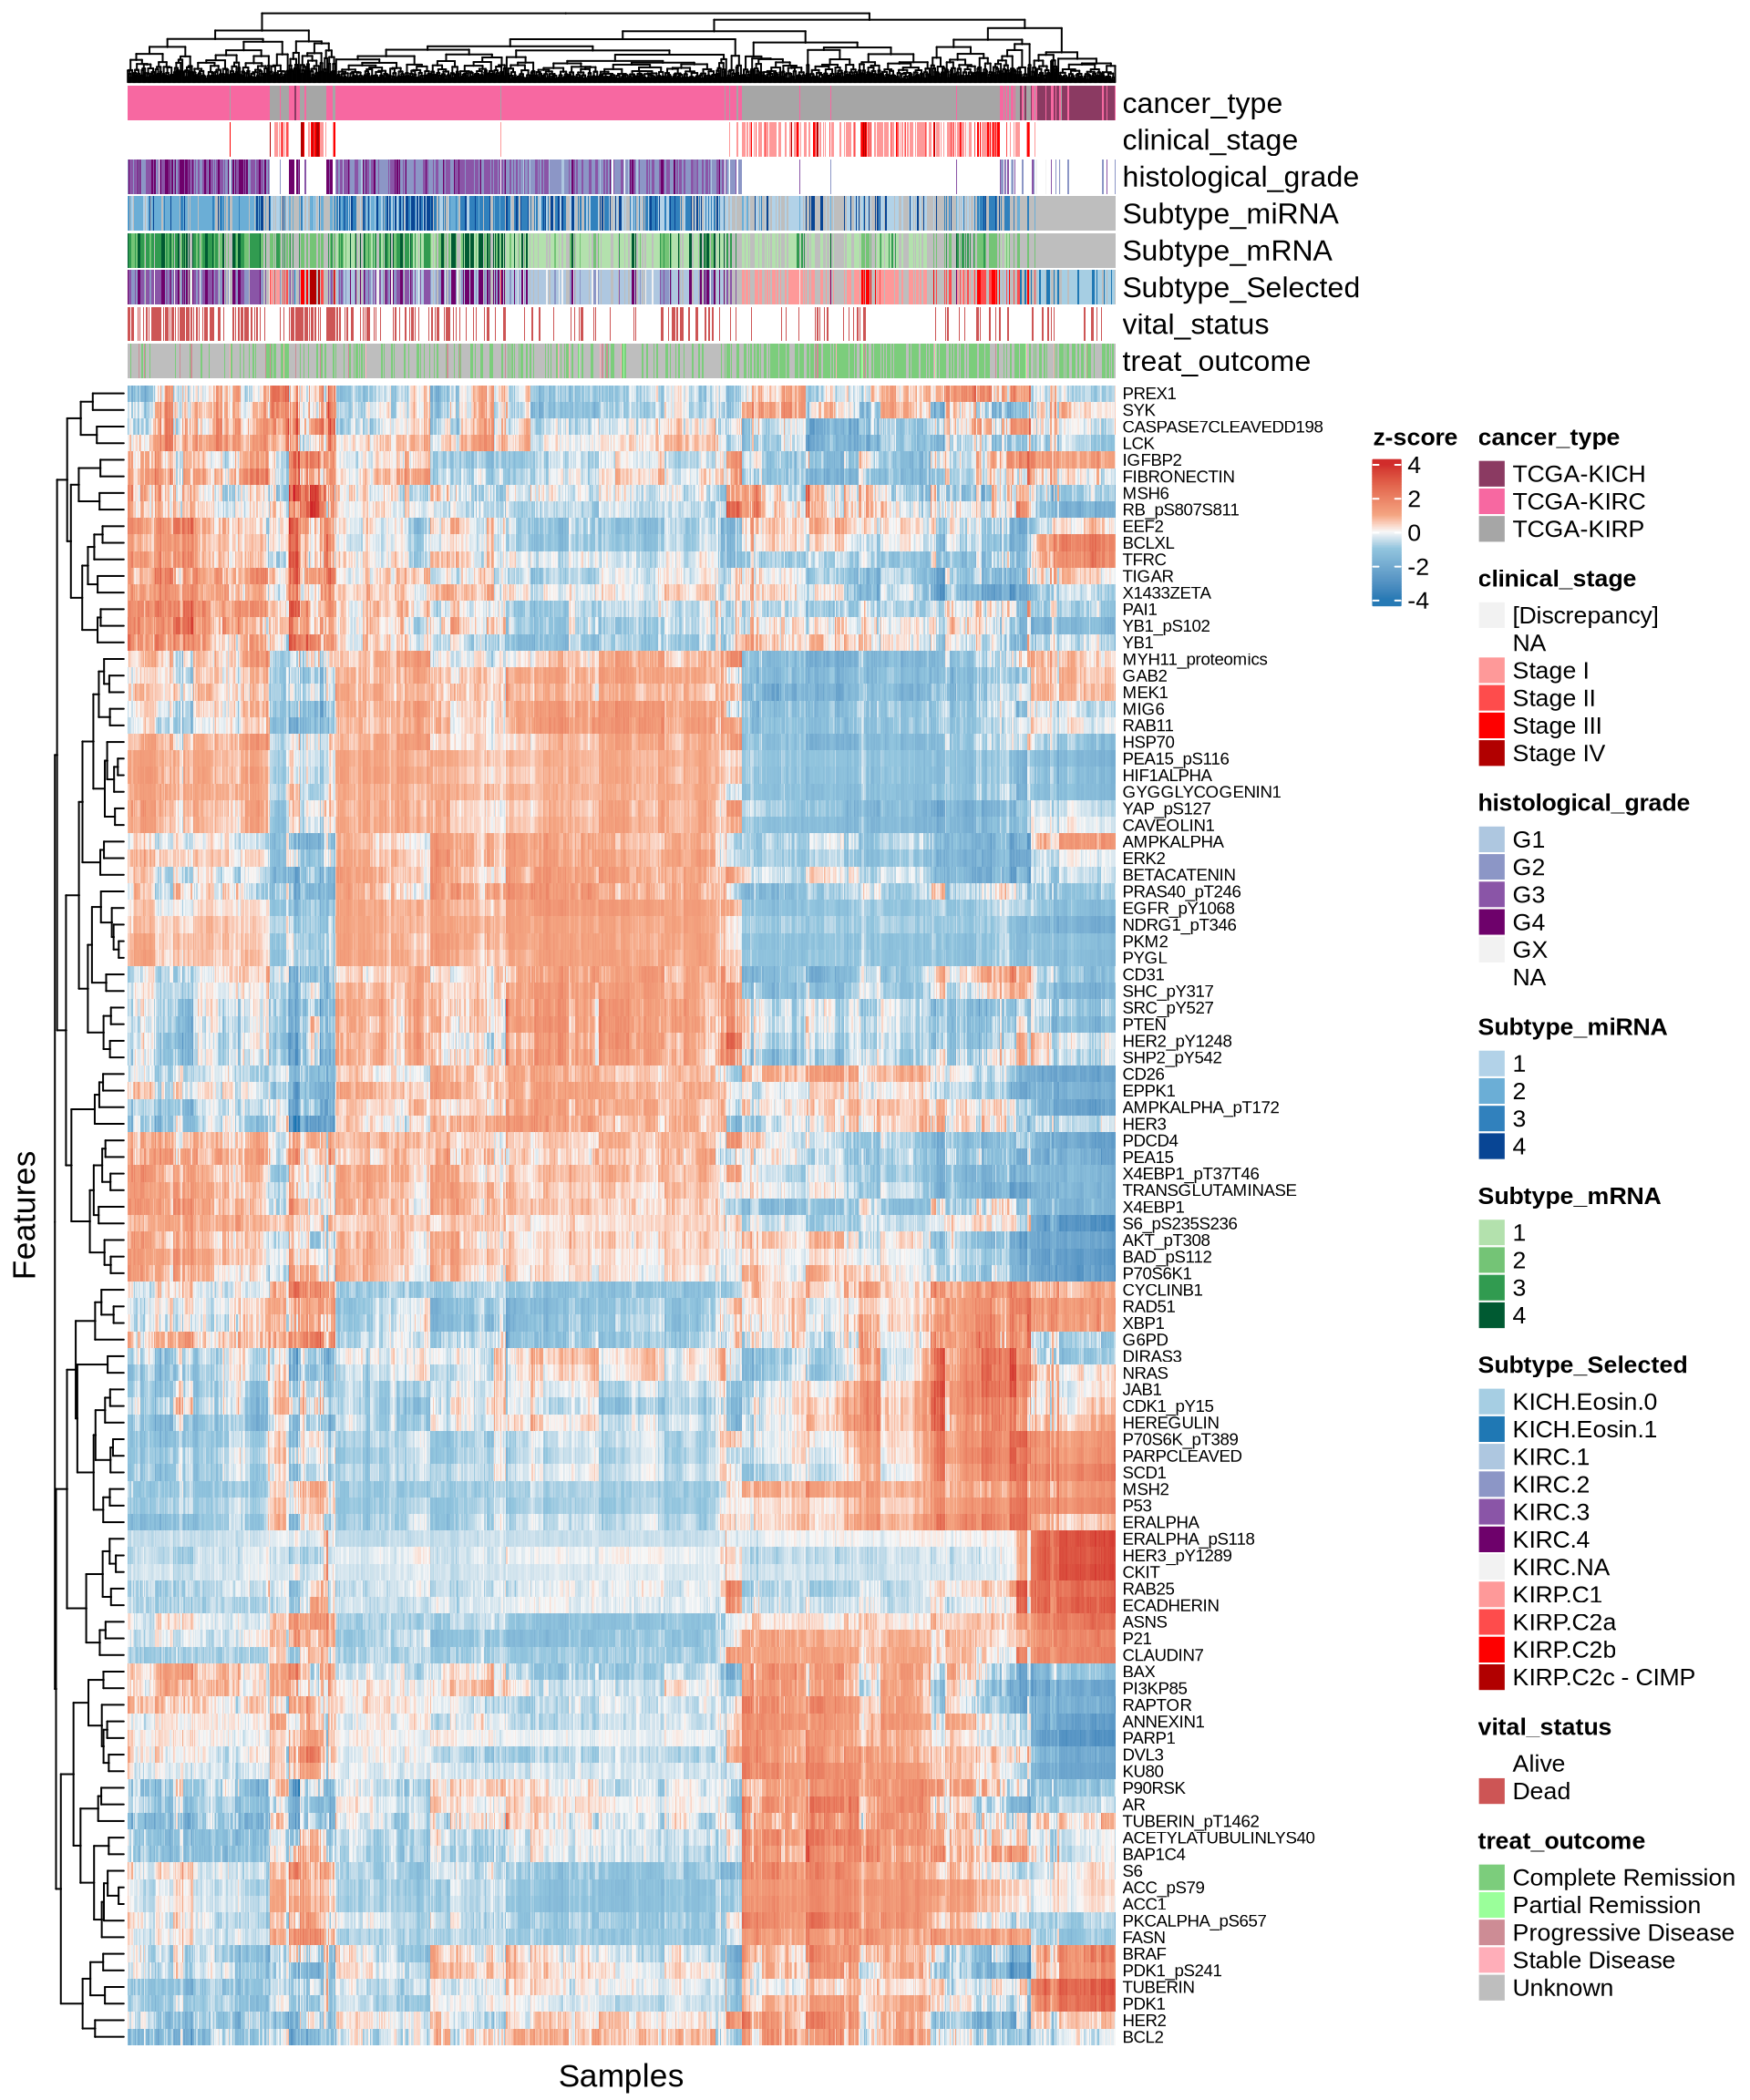 cancer_type
clinical_stage
histological_grade
Subtype_miRNA
Subtype_mRNA
Subtype_Selected
vital_status
treat_outcome
PREX1
SYK
CASPASE7CLEAVEDD198
LCK
IGFBP2
FIBRONECTIN
MSH6
RB_pS807S811
EEF2
BCLXL
TFRC
TIGAR
X1433ZETA
PAI1
YB1_pS102
YB1
MYH11_proteomics
GAB2
MEK1
MIG6
RAB11
HSP70
PEA15_pS116
HIF1ALPHA
GYGGLYCOGENIN1
YAP_pS127
CAVEOLIN1
AMPKALPHA
ERK2
BETACATENIN
PRAS40_pT246
EGFR_pY1068
NDRG1_pT346
PKM2
PYGL
CD31
SHC_pY317
SRC_pY527
PTEN
HER2_pY1248
SHP2_pY542
CD26
EPPK1
AMPKALPHA_pT172
HER3
PDCD4
PEA15
X4EBP1_pT37T46
TRANSGLUTAMINASE
X4EBP1
S6_pS235S236
AKT_pT308
BAD_pS112
P70S6K1
CYCLINB1
RAD51
XBP1
G6PD
DIRAS3
NRAS
JAB1
CDK1_pY15
HEREGULIN
P70S6K_pT389
PARPCLEAVED
SCD1
MSH2
P53
ERALPHA
ERALPHA_pS118
HER3_pY1289
CKIT
RAB25
ECADHERIN
ASNS
P21
CLAUDIN7
BAX
PI3KP85
RAPTOR
ANNEXIN1
PARP1
DVL3
KU80
P90RSK
AR
TUBERIN_pT1462
ACETYLATUBULINLYS40
BAP1C4
S6
ACC_pS79
ACC1
PKCALPHA_pS657
FASN
BRAF
PDK1_pS241
TUBERIN
PDK1
HER2
BCL2
Features
Samples
z-score
4
2
0
-2
-4
cancer_type
TCGA-KICH
TCGA-KIRC
TCGA-KIRP
clinical_stage
[Discrepancy]
NA
Stage I
Stage II
Stage III
Stage IV
histological_grade
G1
G2
G3
G4
GX
NA
Subtype_miRNA
1
2
3
4
Subtype_mRNA
1
2
3
4
Subtype_Selected
KICH.Eosin.0
KICH.Eosin.1
KIRC.1
KIRC.2
KIRC.3
KIRC.4
KIRC.NA
KIRP.C1
KIRP.C2a
KIRP.C2b
KIRP.C2c - CIMP
vital_status
Alive
Dead
treat_outcome
Complete Remission
Partial Remission
Progressive Disease
Stable Disease
Unknown